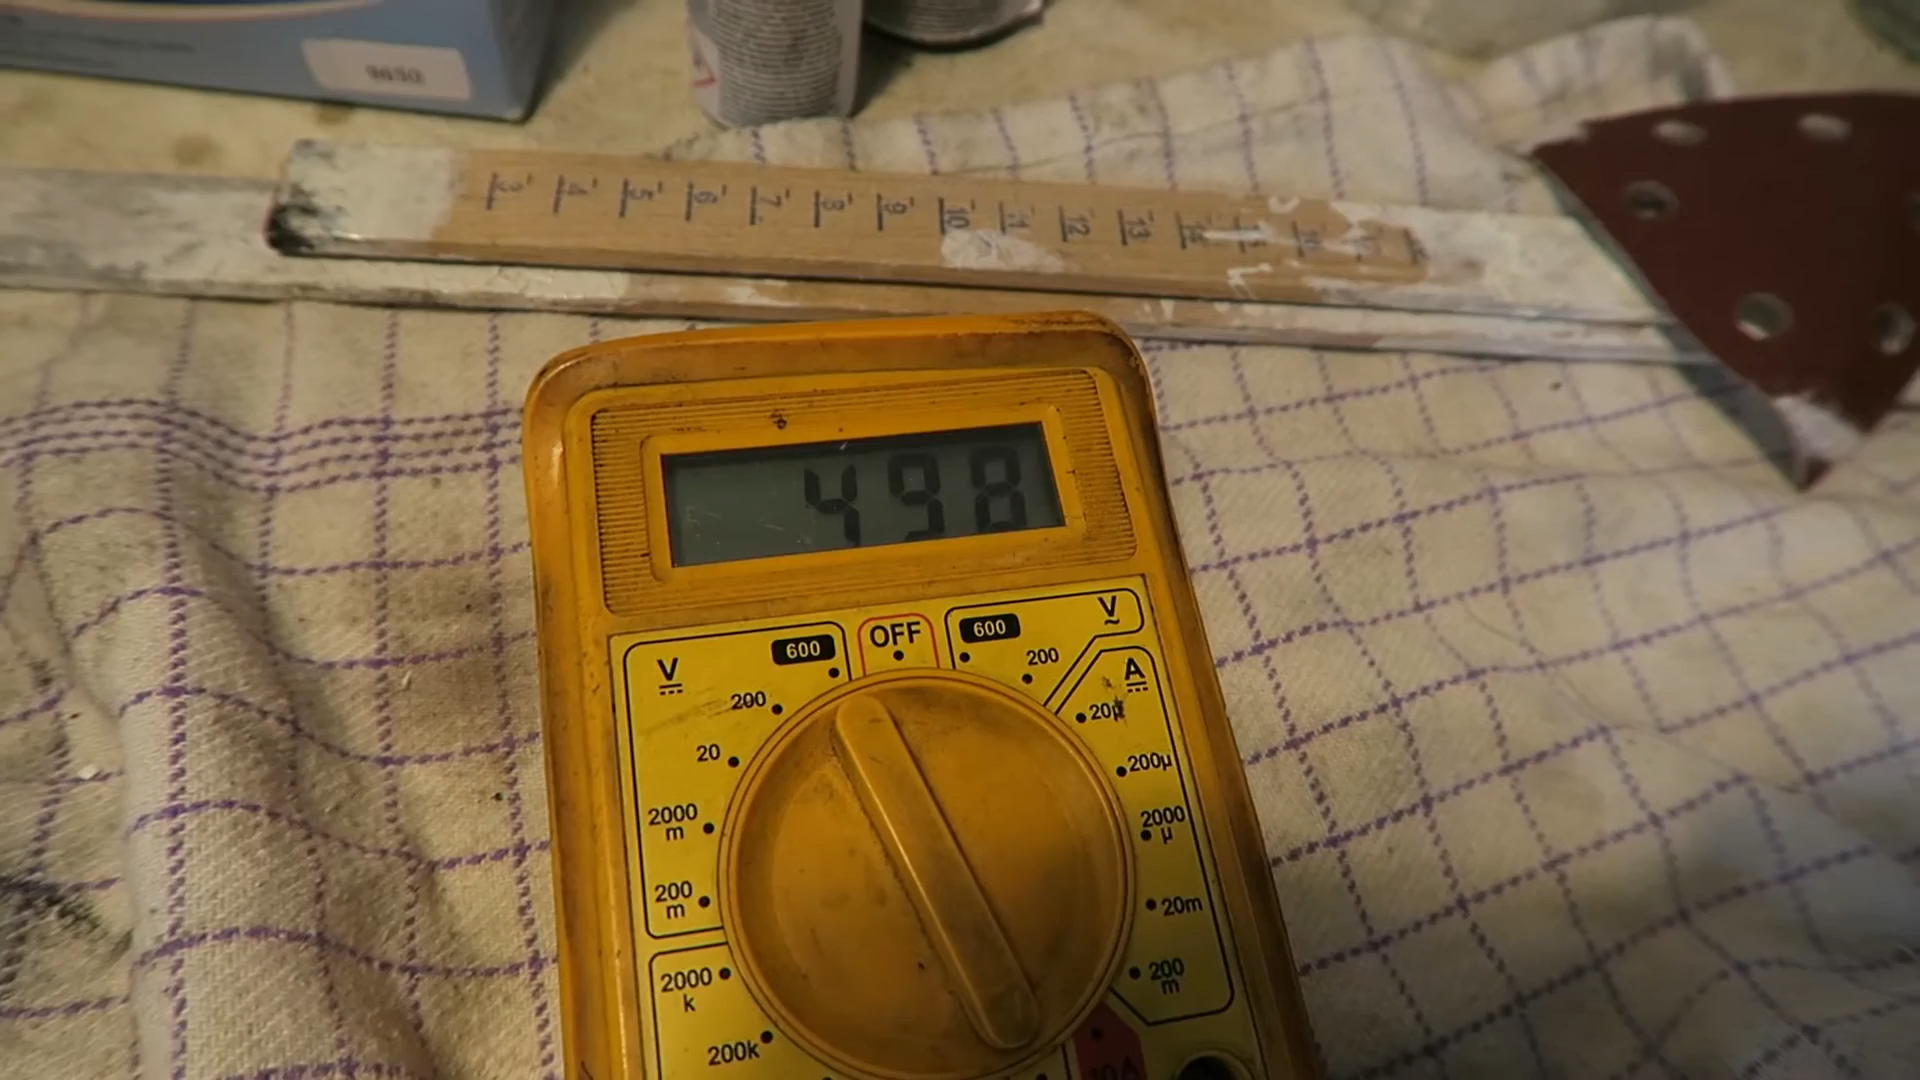 9650
3 4 5 6 7 8 9 10 11 12 13 14
498
V 600 OFF 600 V
200 200 A
20 20µ
200µ
2000 m 2000 µ
200 m 20m
2000 k 200 m
200k 10A